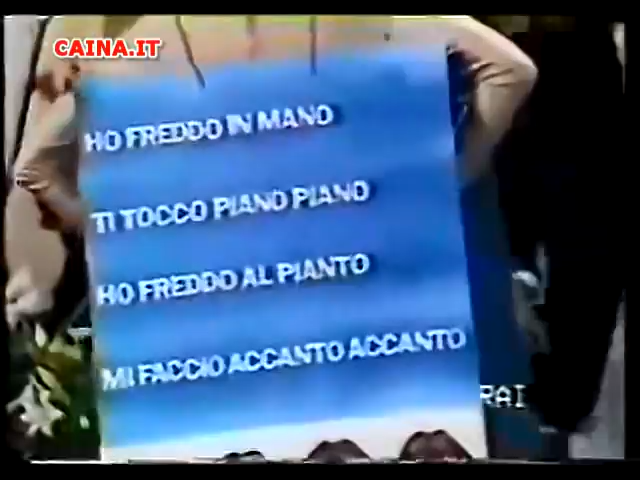 CAINA.IT
HO FREDDO IN MANO
TI TOCCO PIANO PIANO
HO FREDDO AL PIANTO
MI FACCIO ACCANTO ACCANTO
RAI